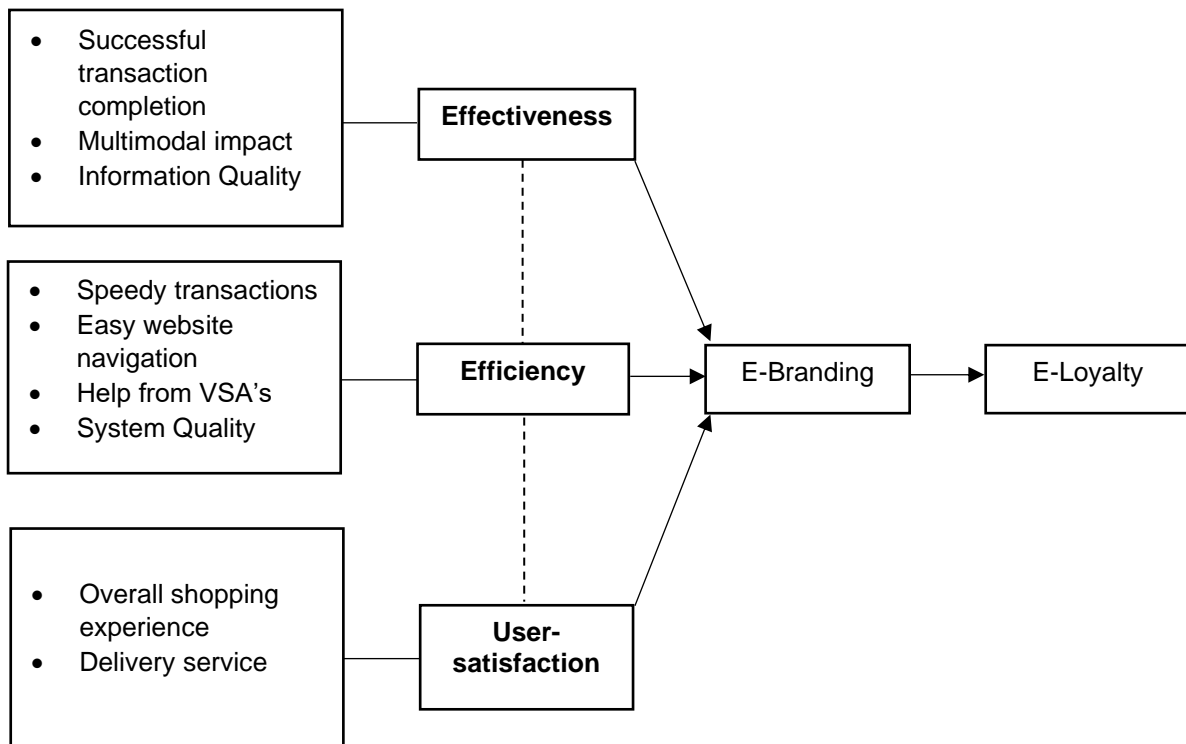 • Successful
transaction
completion
• Multimodal impact
• Information Quality
Effectiveness
• Speedy transactions
• Easy website
navigation
• Help from VSA’s
• System Quality
Efficiency
E-Branding
E-Loyalty
• Overall shopping
experience
• Delivery service
User-
satisfaction